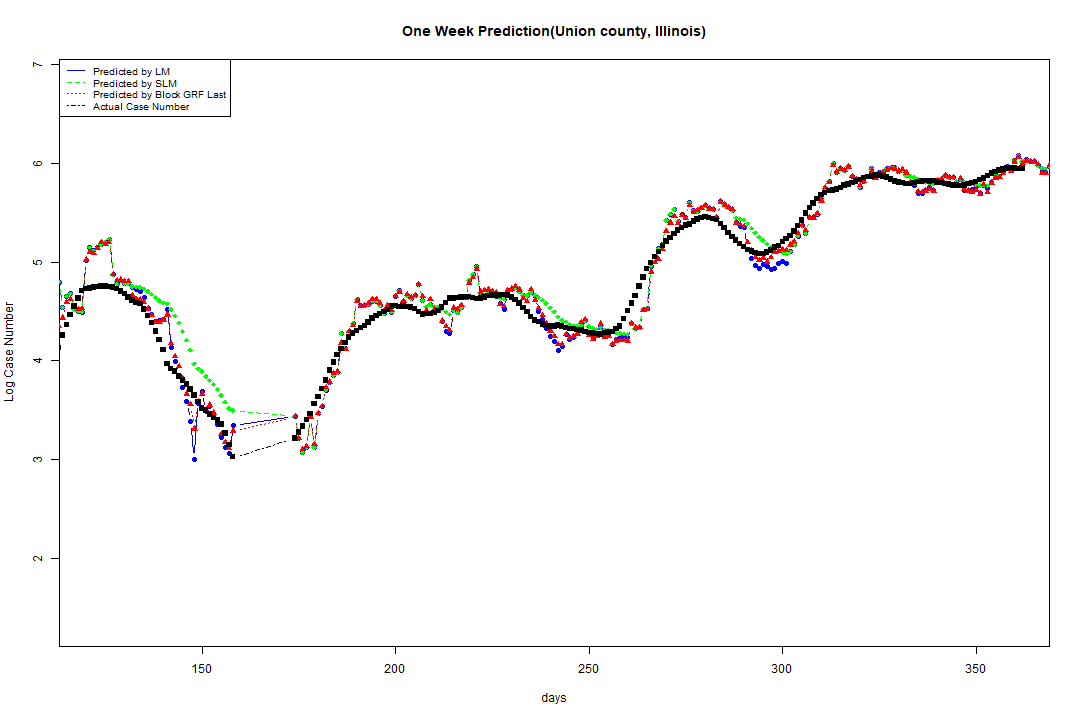 One Week Prediction(Union county, Illinois)
Predicted by LM
Predicted by SLM
Predicted by Block GRF Last
Actual Case Number
7
6
5
4
3
2
Log Case Number
150 200 250 300 350
days